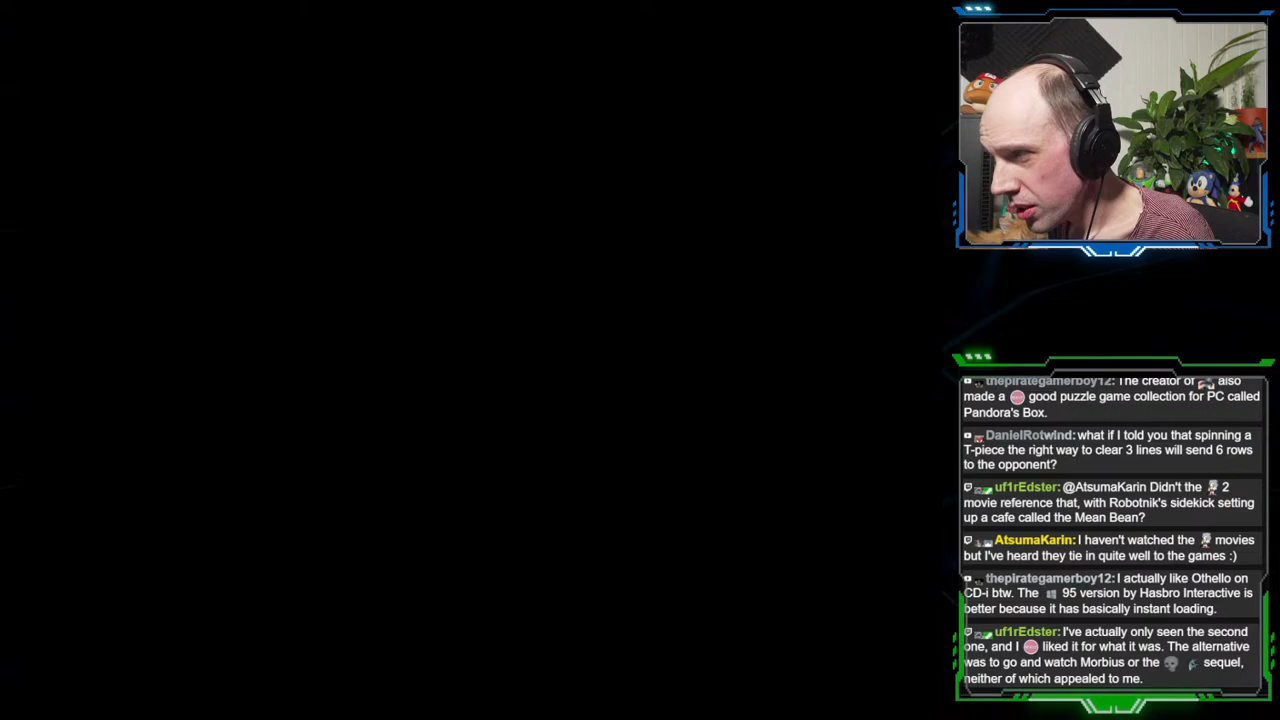 thepirategamerboy12: The creator of also
made a good puzzle game collection for PC called
Pandora's Box.
DanielRotwind: what if I told you that spinning a
T-piece the right way to clear 3 lines will send 6 rows
to the opponent?
uf1rEdster: @AtsumaKarin Didn't the 2
movie reference that, with Robotnik's sidekick setting
up a cafe called the Mean Bean?
AtsumaKarin: I haven't watched the movies
but I've heard they tie in quite well to the games :)
thepirategamerboy12: I actually like Othello on
CD-i btw. The 95 version by Hasbro Interactive is
better because it has basically instant loading.
uf1rEdster: I've actually only seen the second
one, and I liked it for what it was. The alternative
was to go and watch Morbius or the sequel,
neither of which appealed to me.